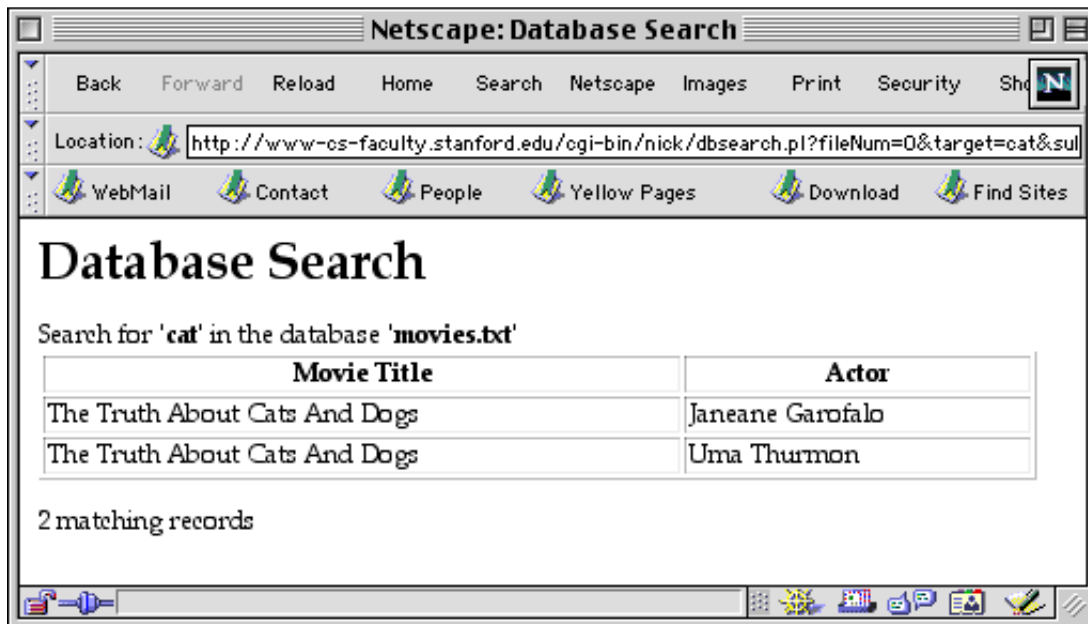 Netscape: Database Search
Back Forward Reload Home Search Netscape Images Print Security Sho
N
Location: http://www-cs-faculty.stanford.edu/cgi-bin/nick/dbsearch.pl?fileNum=0&target=cat&sul
WebMail Contact People Yellow Pages Download Find Sites
Database Search
Search for 'cat' in the database 'movies.txt'
Movie Title Actor
The Truth About Cats And Dogs Janeane Garofalo
The Truth About Cats And Dogs Uma Thurmon
2 matching records